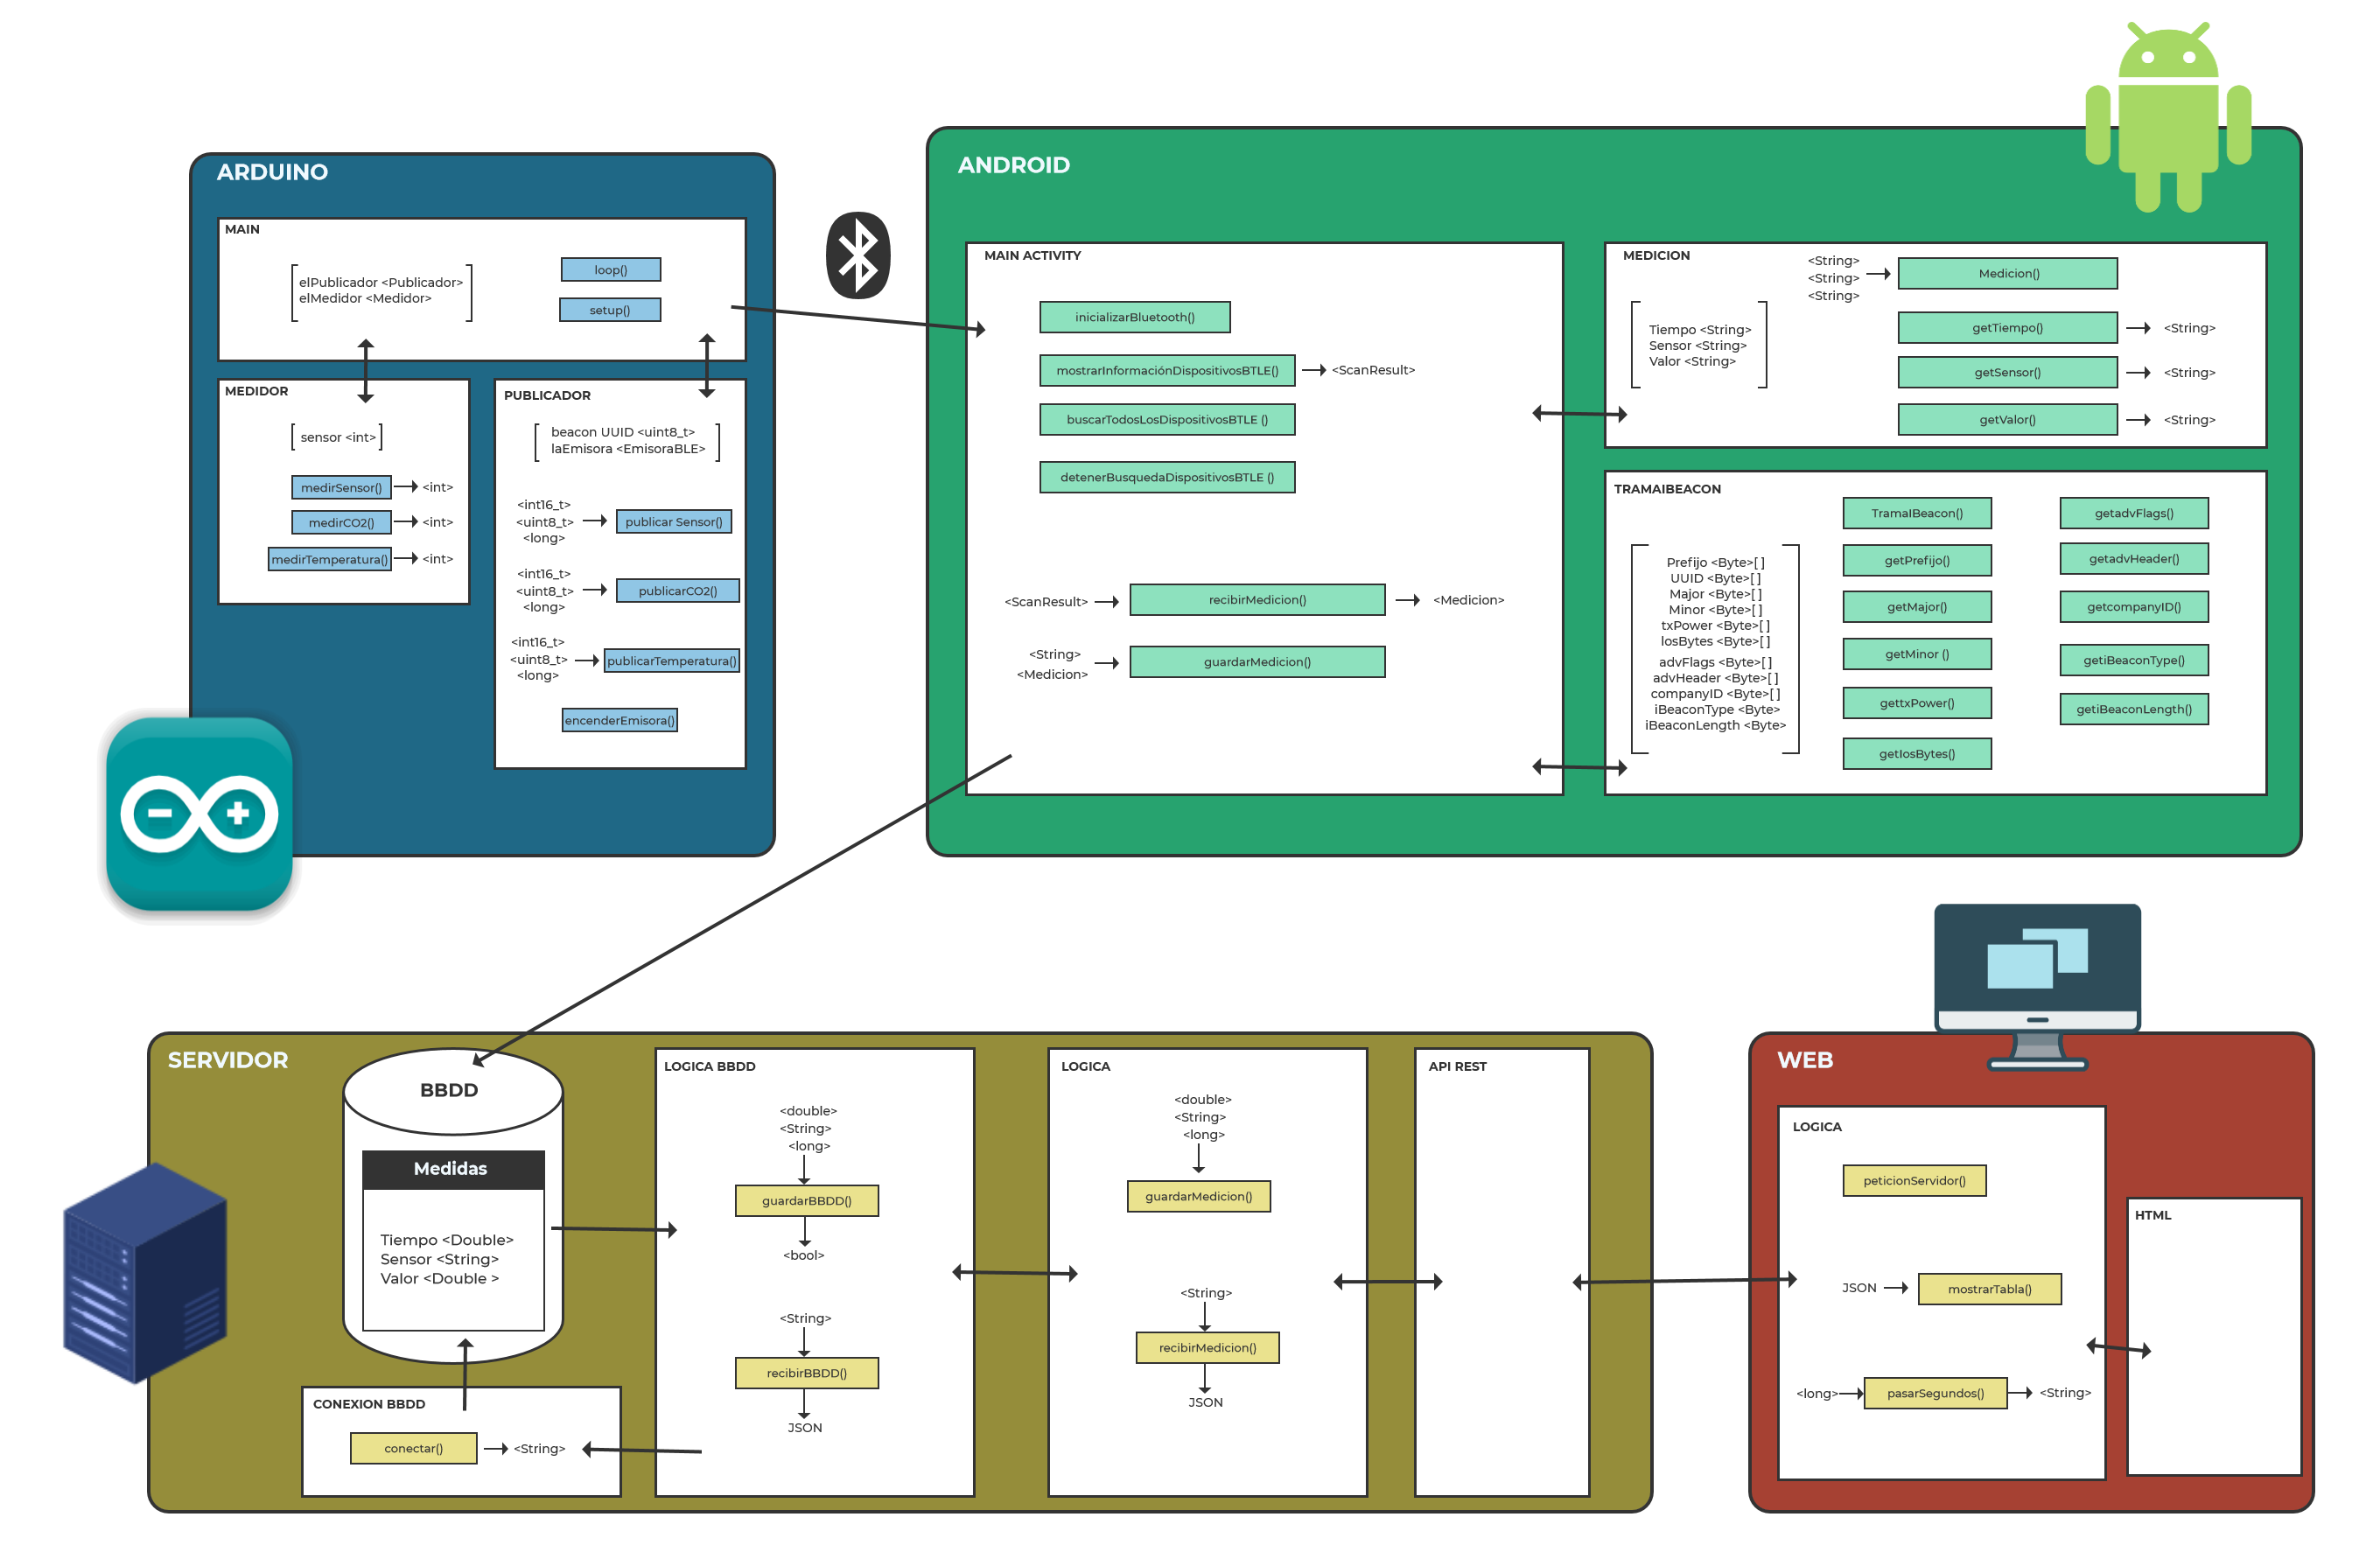 ARDUINO
MAIN
elPublicador <Publicador>
elMedidor <Medidor>
loop()
setup()
MEDIDOR
sensor <int>
medirSensor()
<int>
medirCO2()
<int>
medirTemperatura()
<int>
PUBLICADOR
beacon UUID <uint8_t>
laEmisora <EmisoraBLE>
<int16_t>
<uint8_t>
<long>
publicar Sensor()
<int16_t>
<uint8_t>
<long>
publicarCO2()
<int16_t>
<uint8_t>
<long>
publicarTemperatura()
encenderEmisora()
ANDROID
MAIN ACTIVITY
inicializarBluetooth()
mostrarInformaciónDispositivosBTLE()
<ScanResult>
buscarTodosLosDispositivosBTLE ()
detenerBusquedaDispositivosBTLE ()
<ScanResult>
recibirMedicion()
<Medicion>
<String>
<Medicion>
guardarMedicion()
MEDICION
Tiempo <String>
Sensor <String>
Valor <String>
<String>
<String>
<String>
Medicion()
getTiempo()
<String>
getSensor()
<String>
getValor()
<String>
TRAMAIBEACON
Prefijo <Byte>[ ]
UUID <Byte>[ ]
Major <Byte>[ ]
Minor <Byte>[ ]
txPower <Byte>[ ]
losBytes <Byte>[ ]
advFlags <Byte>[ ]
advHeader <Byte>[ ]
companyID <Byte>[ ]
iBeaconType <Byte>
iBeaconLength <Byte>
TramaIBeacon()
getPrefijo()
getMajor()
getMinor ()
gettxPower()
getlosBytes()
getadvFlags()
getadvHeader()
getcompanyID()
getiBeaconType()
getiBeaconLength()
SERVIDOR
BBDD
Medidas
Tiempo <Double>
Sensor <String>
Valor <Double >
CONEXION BBDD
conectar()
<String>
LOGICA BBDD
<double>
<String>
<long>
guardarBBDD()
<bool>
<String>
recibirBBDD()
JSON
LOGICA
<double>
<String>
<long>
guardarMedicion()
<String>
recibirMedicion()
JSON
API REST
WEB
LOGICA
peticionServidor()
JSON
mostrarTabla()
<long>
pasarSegundos()
<String>
HTML